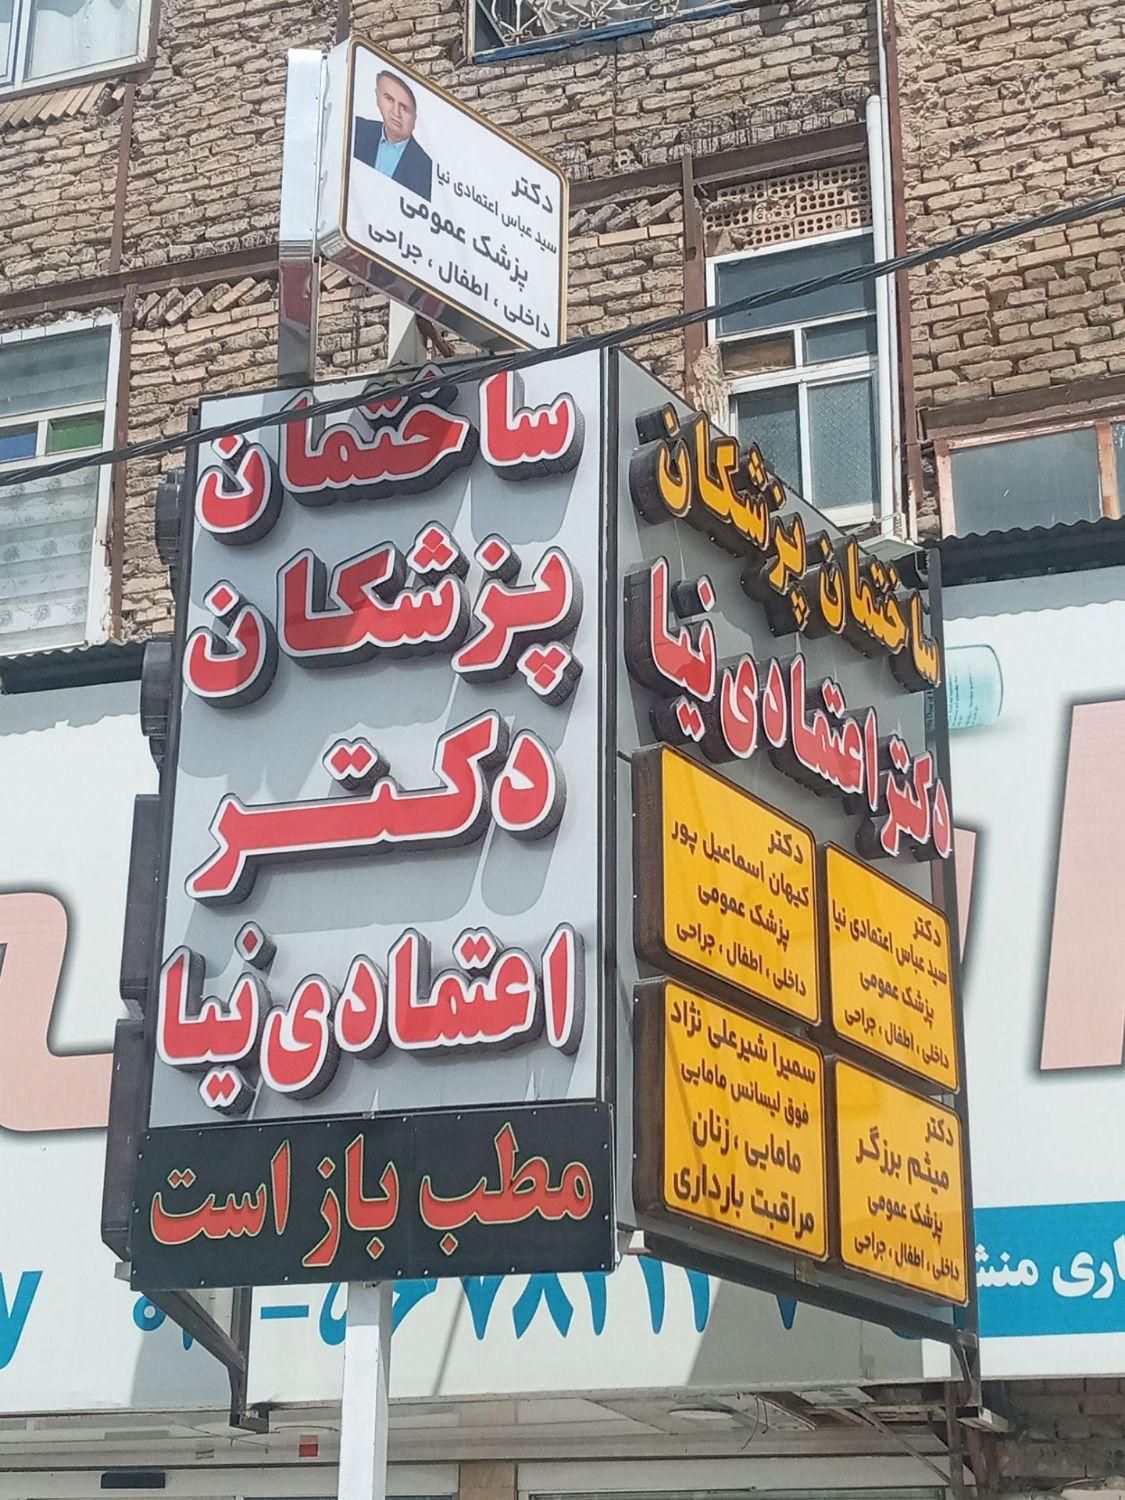 دکتر
سید عباس اعتمادی نیا
پزشک عمومی
داخلی ، اطفال ، جراحی
ساختمان
پزشکان
دکتر
اعتمادی نیا
مطب باز است
ساختمان پزشکان
دکتر اعتمادی نیا
دکتر
کیهان اسماعیل پور
پزشک عمومی
داخلی ، اطفال ، جراحی
دکتر
سید عباس اعتمادی نیا
پزشک عمومی
داخلی ، اطفال ، جراحی
سمیرا شیرعلی نژاد
فوق لیسانس مامایی
مامایی ، زنان
مراقبت بارداری
دکتر
میثم برزگر
پزشک عمومی
داخلی ، اطفال ، جراحی